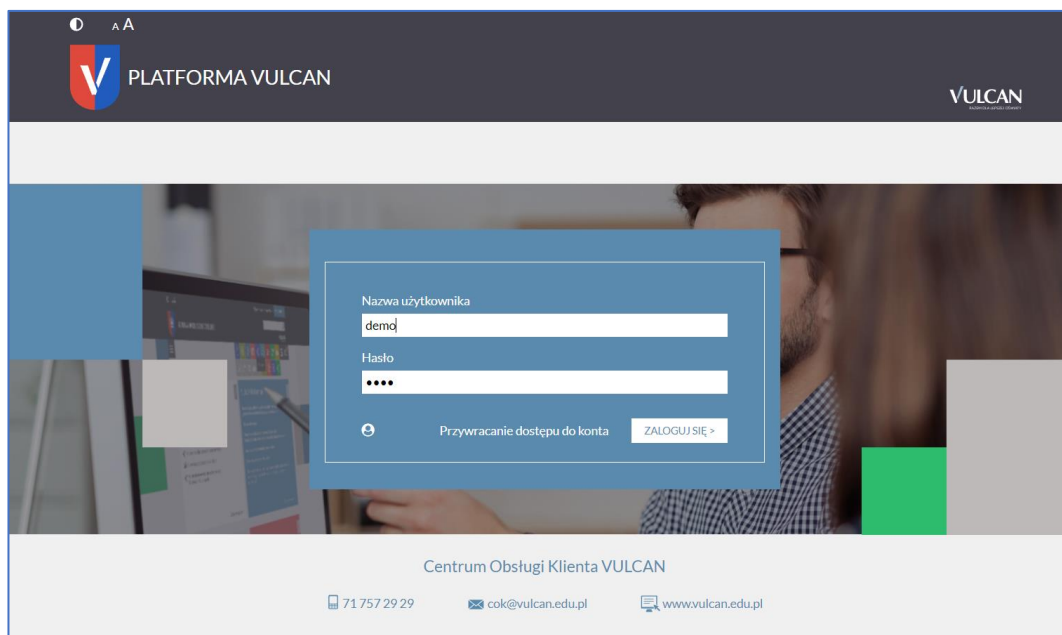 A A
PLATFORMA VULCAN
VULCAN
Nazwa użytkownika
demo
Hasło
••••
Przywracanie dostępu do konta
ZALOGUJ SIĘ >
Centrum Obsługi Klienta VULCAN
71 757 29 29
cok@vulcan.edu.pl
www.vulcan.edu.pl